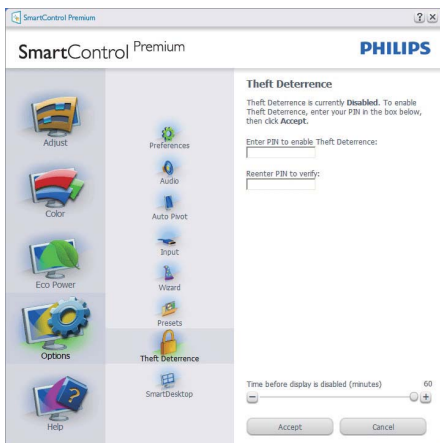 SmartControl Premium
SmartControl Premium
PHILIPS
Adjust
Color
Eco Power
Options
Help
Preferences
Audio
Auto Pivot
Input
Wizard
Presets
Theft Deterrence
SmartDesktop
Theft Deterrence
Theft Deterrence is currently Disabled. To enable
Theft Deterrence, enter your PIN in the box below,
then click Accept.
Enter PIN to enable Theft Deterrence:
Reenter PIN to verify:
Time before display is disabled (minutes) 60
Accept Cancel